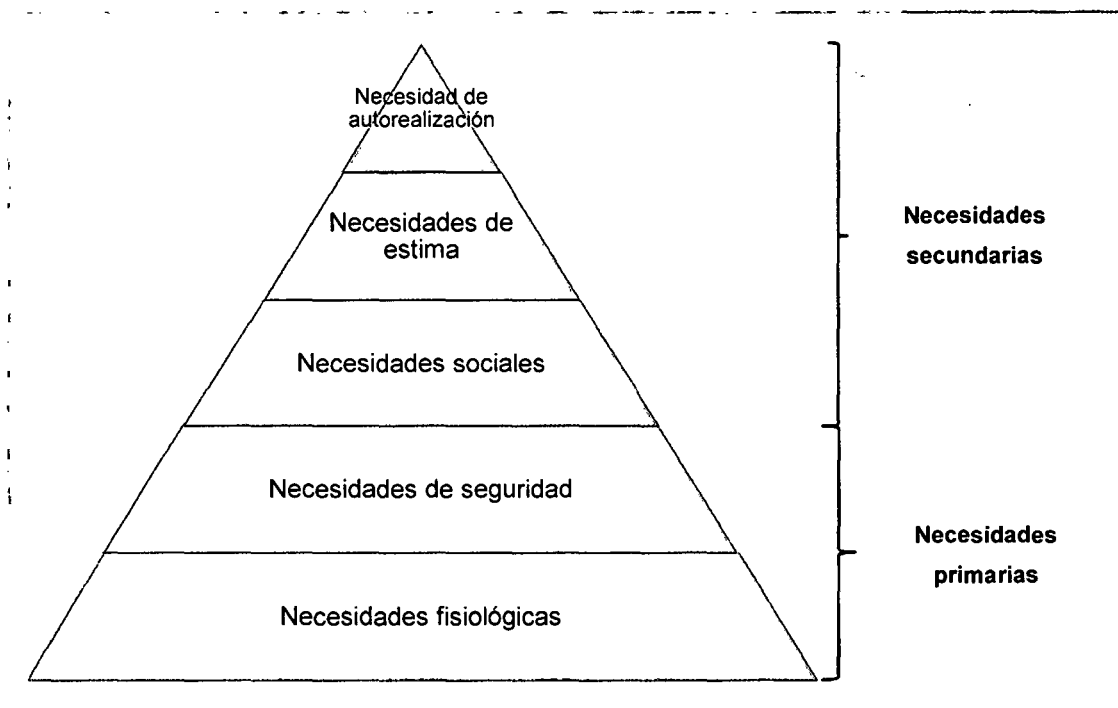 Necesidad de
autorealización
Necesidades de
estima
Necesidades sociales
Necesidades de seguridad
Necesidades fisiológicas
Necesidades
secundarias
Necesidades
primarias